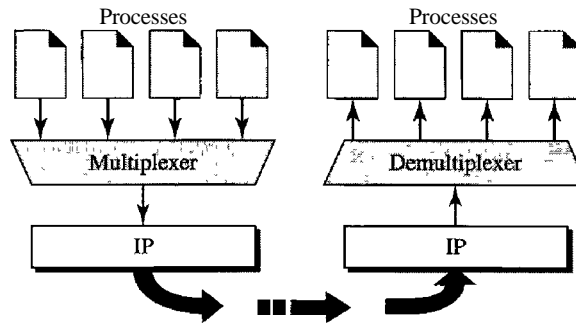 Processes
Processes
Multiplexer
Demultiplexer
IP
IP